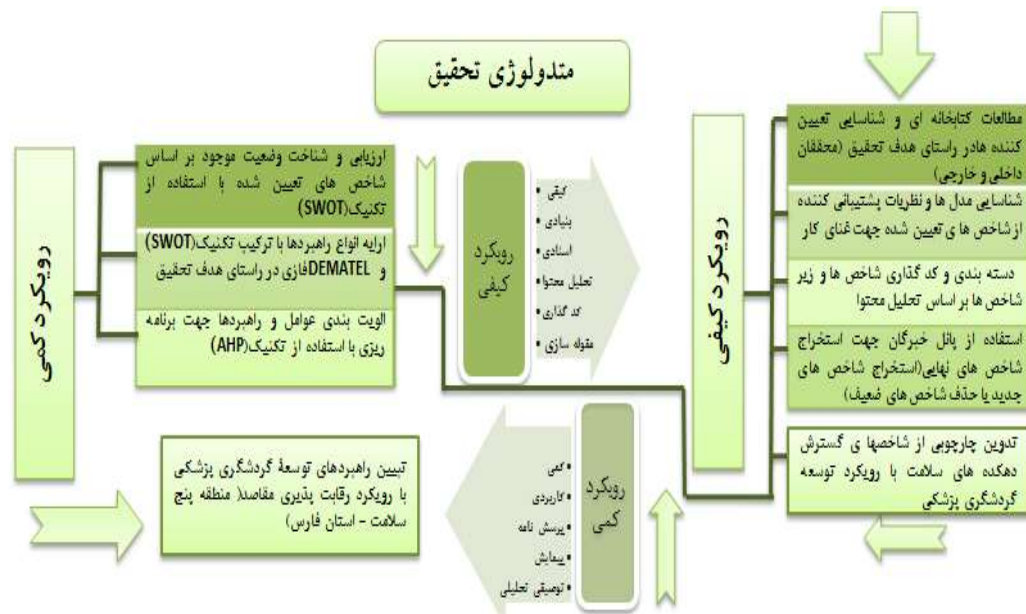 متدولوژی تحقیق
رویکرد کیفی
مطالعات کتابخانه ای و شناسایی تعیین
کننده هادر راستای هدف تحقیق (محققان
داخلی و خارجی)
شناسایی مدل ها و نظریات پشتیبانی کننده
از شاخص ها ی تعیین شده جهت غنای کار
دسته بندی و کد گذاری شاخص ها و زیر
شاخص ها بر اساس تحلیل محتوا
استفاده از پانل خبرگان جهت استخراج
شاخص های نهایی(استخراج شاخص های
جدید یا حذف شاخص های ضعیف)
تدوین چارچوبی از شاخصها ی گسترش
دهکده های سلامت با رویکرد توسعه
گردشگری پزشکی
رویکرد
کیفی
• کیفی
• بنیادی
• اسنادی
• تحلیل محتوا
• کد گذاری
• مقوله سازی
رویکرد کمی
ارزیابی و شناخت وضعیت موجود بر اساس
شاخص های تعیین شده با استفاده از
تکنیک(SWOT)
ارایه انواع راهبردها با ترکیب تکنیک(SWOT)
و DEMATELفازی در راستای هدف تحقیق
الویت بندی عوامل و راهبردها جهت برنامه
ریزی با استفاده از تکنیک(AHP)
رویکرد
کمی
• کمی
• کاربردی
• پرسش نامه
• پیمایش
• توصیقی تحلیلی
تبیین راهبردهای توسعۀ گردشگری پزشکی
با رویکرد رقابت پذیری مقاصد( منطقه پنج
سلامت - استان فارس)